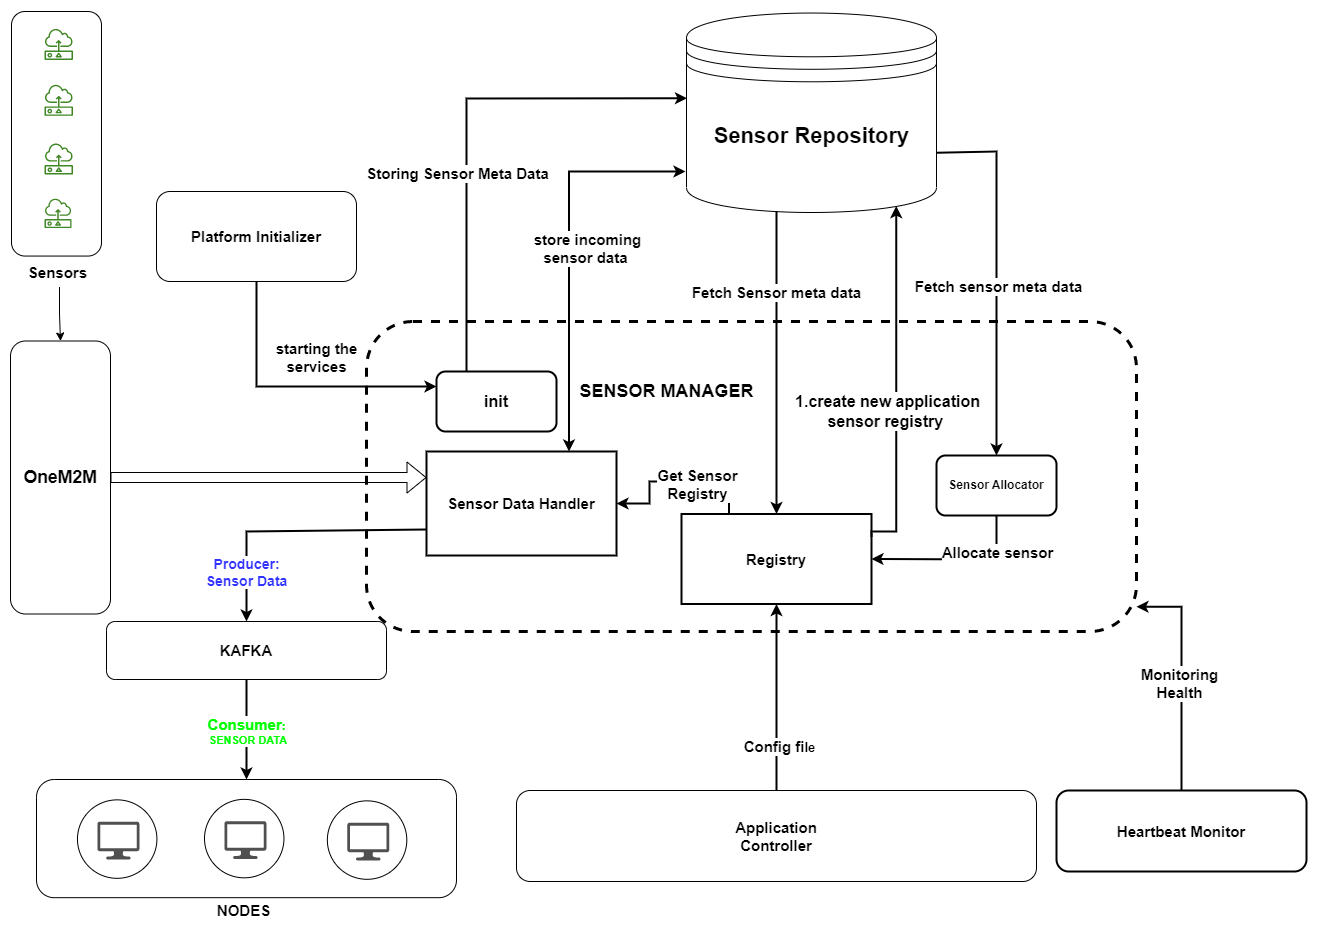 Sensor Repository
Storing Sensor Meta Data
Platform Initializer
store incoming
sensor data
Sensors
Fetch Sensor meta data
Fetch sensor meta data
starting the
services
init
SENSOR MANAGER
1.create new application
sensor registry
OneM2M
Sensor Data Handler
Get Sensor
Registry
Sensor Allocator
Registry
Allocate sensor
Producer:
Sensor Data
KAFKA
Monitoring
Health
Consumer:
SENSOR DATA
Config file
Application
Controller
Heartbeat Monitor
NODES